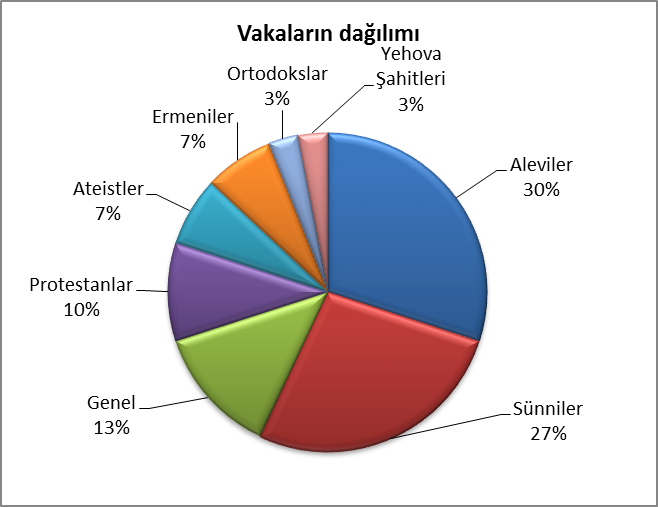 Vakaların dağılımı
Yehova
Şahitleri
3%
Ortodokslar
3%
Ermeniler
7%
Ateistler
7%
Protestanlar
10%
Genel
13%
Aleviler
30%
Sünniler
27%